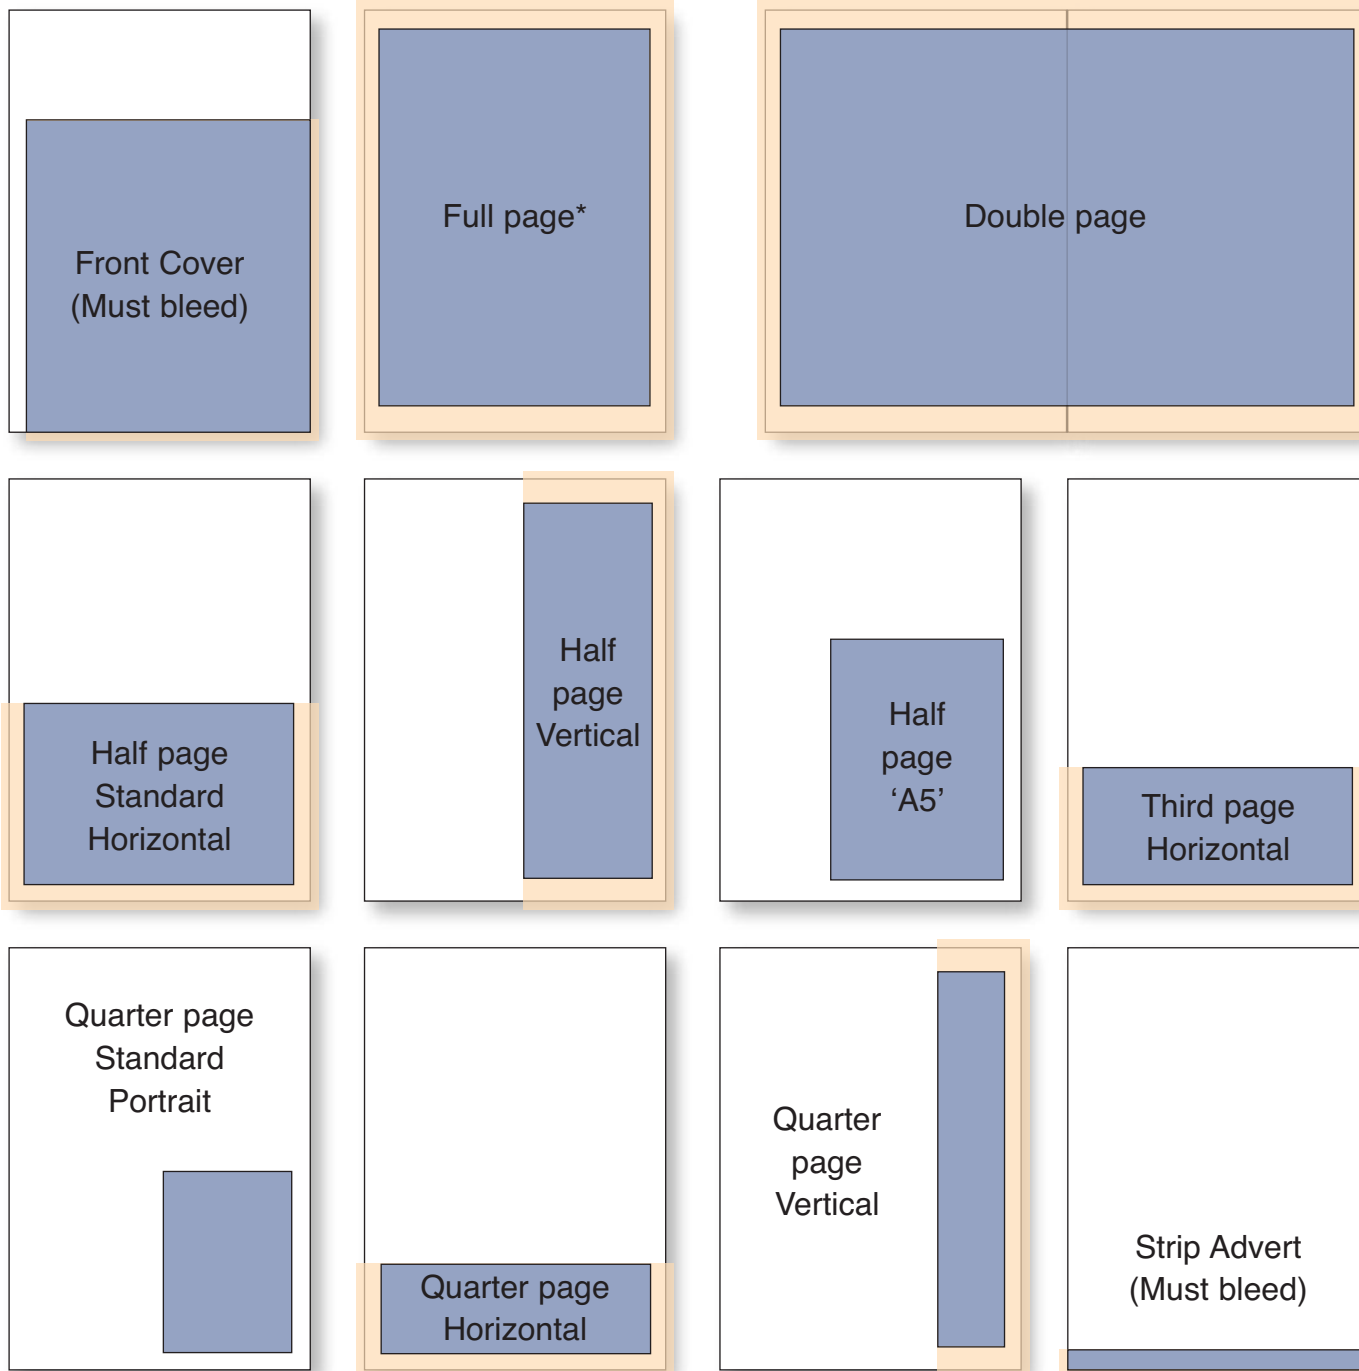 Front Cover
(Must bleed)
Full page*
Double page
Half page
Standard
Horizontal
Half
page
Vertical
Half
page
‘A5’
Third page
Horizontal
Quarter page
Standard
Portrait
Quarter page
Horizontal
Quarter
page
Vertical
Strip Advert
(Must bleed)